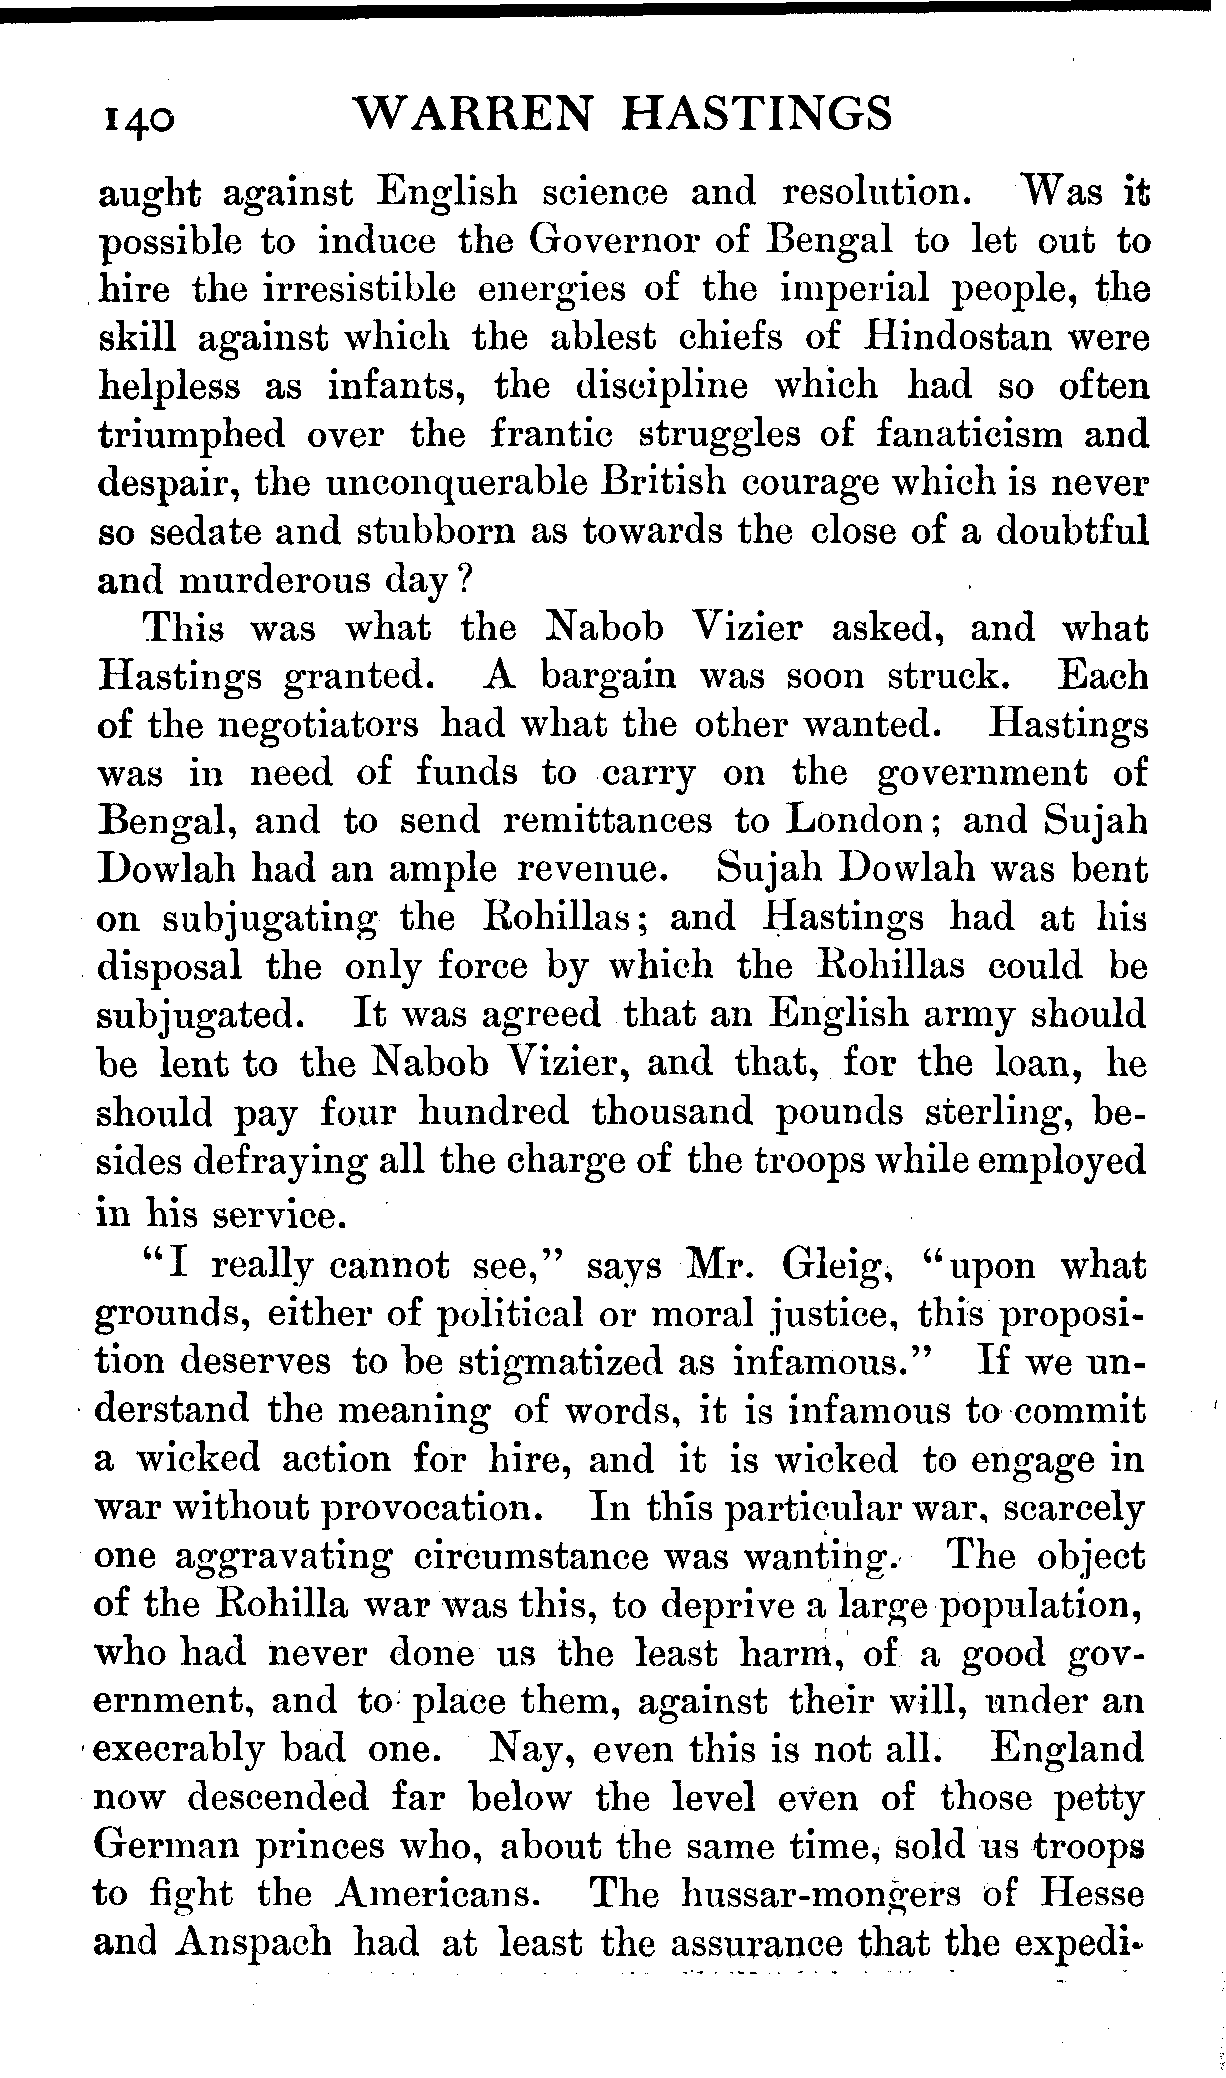 140 WARREN HASTINGS
aught against English science and resolution. Was it
possible to induce the Governor of Bengal to let out to
hire the irresistible energies of the imperial people, the
skill against which the ablest chiefs of Hindostan were
helpless as infants, the discipline which had so often
triumphed over the frantic struggles of fanaticism and
despair, the unconquerable British courage which is never
so sedate and stubborn as towards the close of a doubtful
and murderous day?
This was what the Nabob Vizier asked, and what
Hastings granted. A bargain was soon struck. Each
of the negotiators had what the other wanted. Hastings
was in need of funds to carry on the government of
Bengal, and to send remittances to London; and Sujah
Dowlah had an ample revenue. Sujah Dowlah was bent
on subjugating the Rohillas; and Hastings had at his
disposal the only force by which the Rohillas could be
subjugated. It was agreed that an English army should
be lent to the Nabob Vizier, and that, for the loan, he
should pay four hundred thousand pounds sterling, be-
sides defraying all the charge of the troops while employed
in his service.
"I really cannot see," says Mr. Gleig, "upon what
grounds, either of political or moral justice, this proposi-
tion deserves to be stigmatized as infamous." If we un-
derstand the meaning of words, it is infamous to commit
a wicked action for hire, and it is wicked to engage in
war without provocation. In this particular war, scarcely
one aggravating circumstance was wanting. The object
of the Rohilla war was this, to deprive a large population,
who had never done us the least harm, of a good gov-
ernment, and to place them, against their will, under an
execrably bad one. Nay, even this is not all. England
now descended far below the level even of those petty
German princes who, about the same time, sold us troops
to fight the Americans. The hussar-mongers of Hesse
and Anspach had at least the assurance that the expedi-